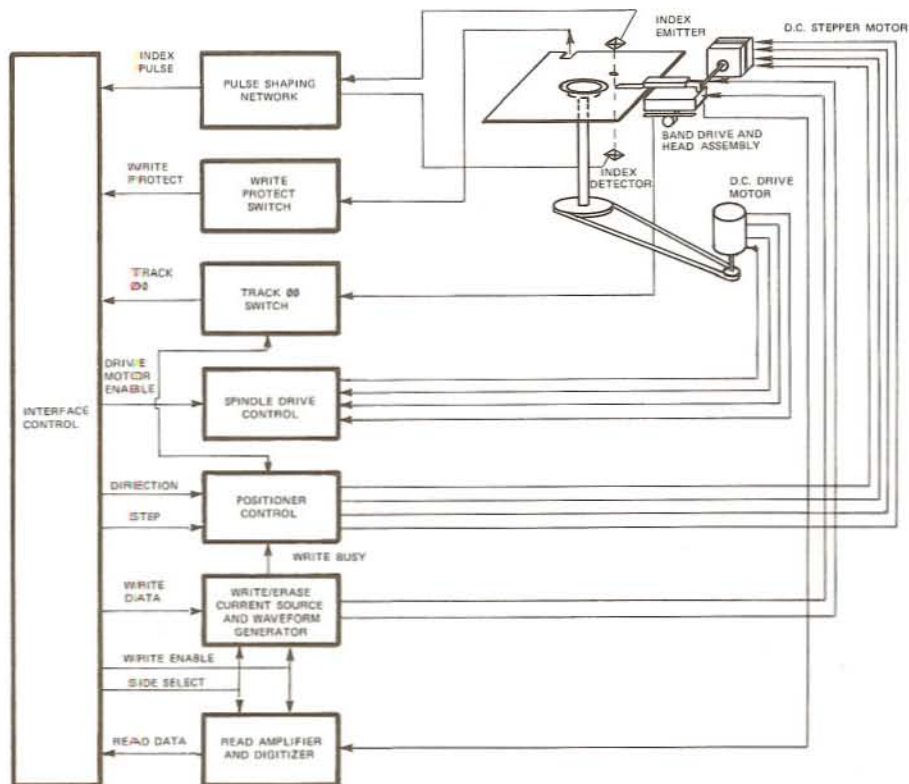 INDEX
PULSE
PULSE SHAPING
NETWORK
INDEX
EMITTER
D.C. STEPPER MOTOR
BAND DRIVE AND
HEAD ASSEMBLY
INDEX
DETECTOR
D.C. DRIVE
MOTOR
WRITE
PROTECT
WRITE
PROTECT
SWITCH
TRACK
ØØ
TRACK ØØ
SWITCH
DRIVE
MOTOR
ENABLE
SPINDLE DRIVE
CONTROL
INTERFACE
CONTROL
DIRECTION
STEP
POSITIONER
CONTROL
WRITE BUSY
WRITE
DATA
WRITE/ERASE
CURRENT SOURCE
AND WAVEFORM
GENERATOR
WRITE ENABLE
SIDE SELECT
READ DATA
READ AMPLIFIER
AND DIGITIZER